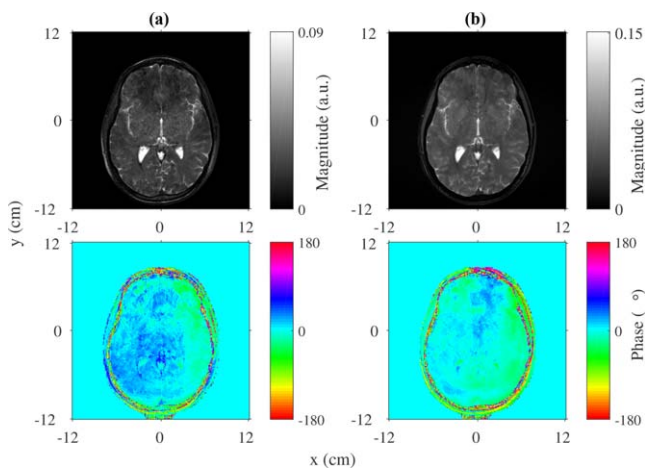 (a) (b)
12 0.09 12 0.15
0 0
-12 0 -12 0
-12 0 12 -12 0 12
Magnitude (a.u.) Magnitude (a.u.)
y (cm)
12 180 12 180
0 0 0 0
-12 -180 -12 -180
-12 0 12 -12 0 12
Phase ( °)
x (cm)